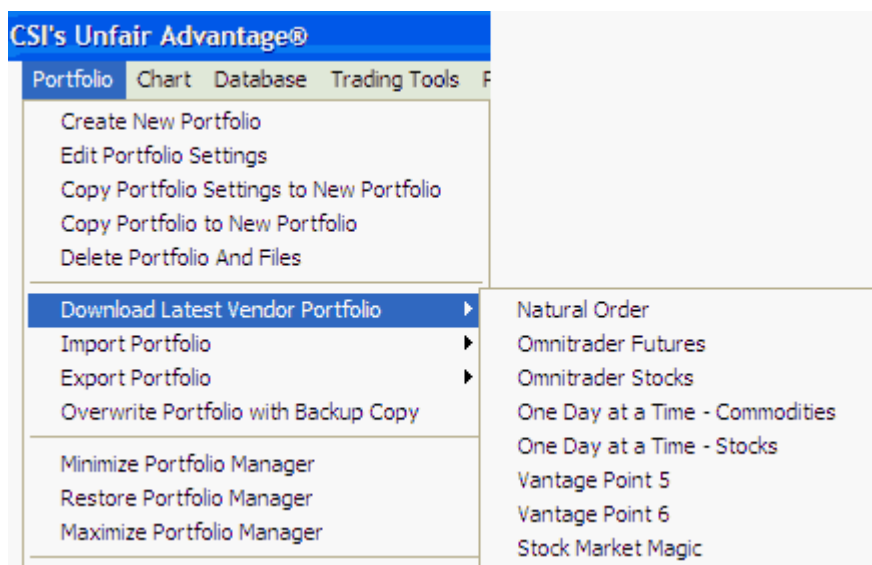 CSI's Unfair Advantage®
Portfolio Chart Database Trading Tools
Create New Portfolio
Edit Portfolio Settings
Copy Portfolio Settings to New Portfolio
Copy Portfolio to New Portfolio
Delete Portfolio And Files
Download Latest Vendor Portfolio
Import Portfolio
Export Portfolio
Overwrite Portfolio with Backup Copy
Minimize Portfolio Manager
Restore Portfolio Manager
Maximize Portfolio Manager
Natural Order
Omnitrader Futures
Omnitrader Stocks
One Day at a Time - Commodities
One Day at a Time - Stocks
Vantage Point 5
Vantage Point 6
Stock Market Magic